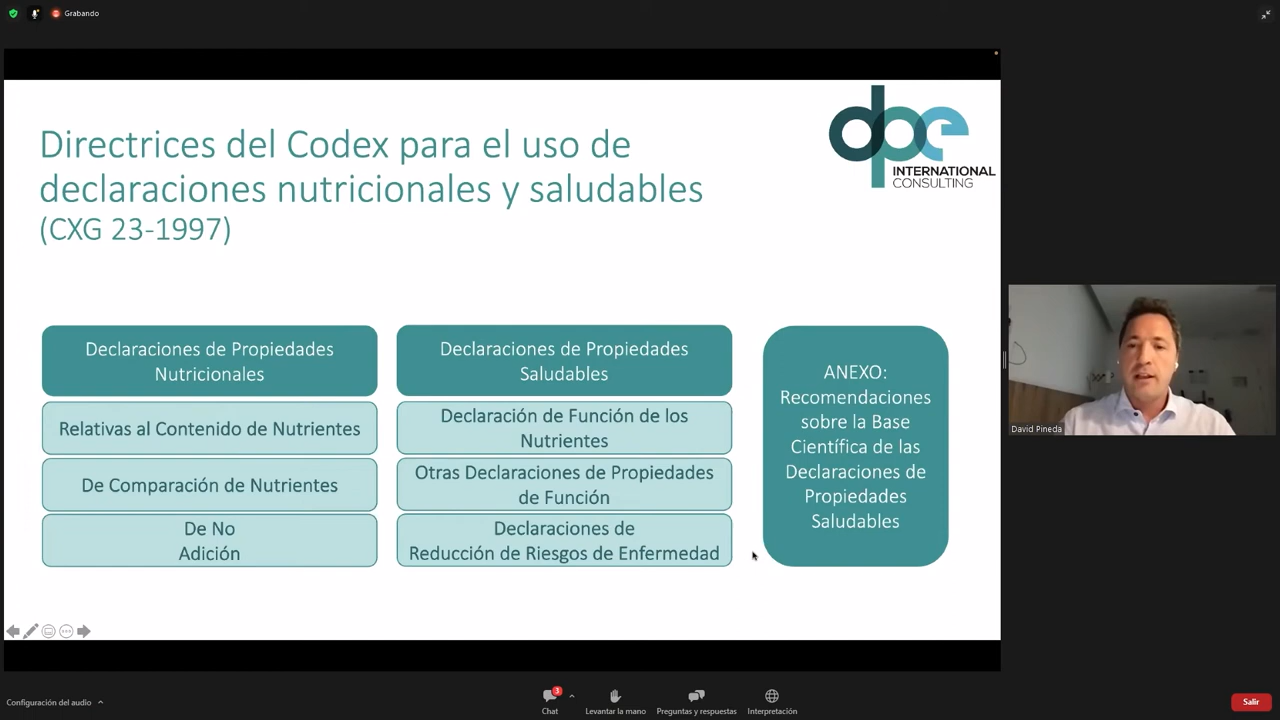 Grabando
Directrices del Codex para el uso de
declaraciones nutricionales y saludables
(CXG 23-1997)
dpe
INTERNATIONAL
CONSULTING
Declaraciones de Propiedades
Nutricionales
Relativas al Contenido de Nutrientes
De Comparación de Nutrientes
De No
Adición
Declaraciones de Propiedades
Saludables
Declaración de Función de los
Nutrientes
Otras Declaraciones de Propiedades
de Función
Declaraciones de
Reducción de Riesgos de Enfermedad
ANEXO:
Recomendaciones
sobre la Base
Científica de las
Declaraciones de
Propiedades
Saludables
David Pineda
Configuración del audio
3
Chat
Levantar la mano
Preguntas y respuestas
Interpretación
Salir